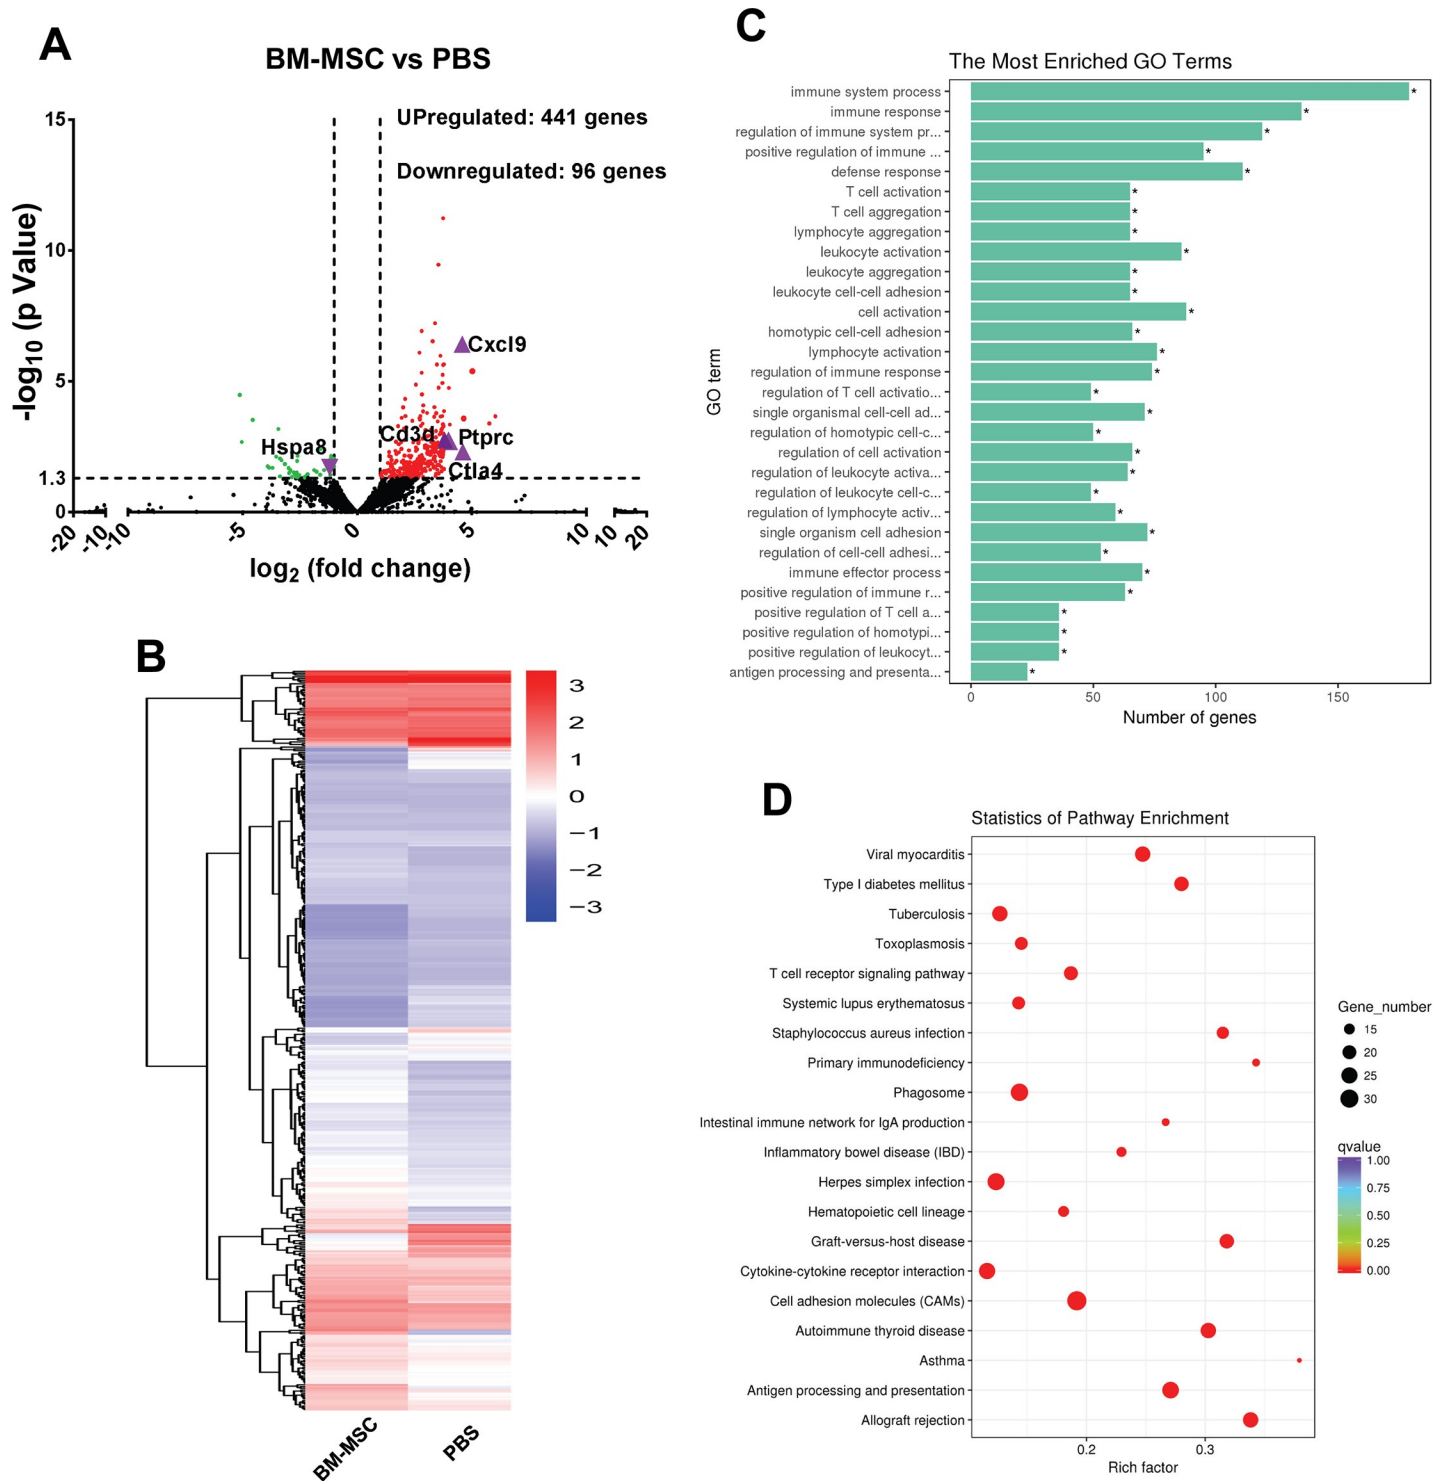 A
BM-MSC vs PBS
UPregulated: 441 genes
Downregulated: 96 genes
-log10 (p Value)
15
10
5
1.3
0
Cxcl9
Cd3d
Ptprc
Hspa8
Ctla4
-20
-10
-10
-5
0
5
10
10
20
log2 (fold change)
B
3
2
1
0
−1
−2
−3
BM-MSC
PBS
C
The Most Enriched GO Terms
GO term
immune system process *
immune response *
regulation of immune system pr... *
positive regulation of immune ... *
defense response *
T cell activation *
T cell aggregation *
lymphocyte aggregation *
leukocyte activation *
leukocyte aggregation *
leukocyte cell-cell adhesion *
cell activation *
homotypic cell-cell adhesion *
lymphocyte activation *
regulation of immune response *
regulation of T cell activatio... *
single organismal cell-cell ad... *
regulation of homotypic cell-c... *
regulation of cell activation *
regulation of leukocyte activa... *
regulation of leukocyte cell-c... *
regulation of lymphocyte activ... *
single organism cell adhesion *
regulation of cell-cell adhesi... *
immune effector process *
positive regulation of immune r... *
positive regulation of T cell a... *
positive regulation of homotypi... *
positive regulation of leukocyt... *
antigen processing and presenta... *
0 50 100 150
Number of genes
D
Statistics of Pathway Enrichment
Viral myocarditis
Type I diabetes mellitus
Tuberculosis
Toxoplasmosis
T cell receptor signaling pathway
Systemic lupus erythematosus
Staphylococcus aureus infection
Primary immunodeficiency
Phagosome
Intestinal immune network for IgA production
Inflammatory bowel disease (IBD)
Herpes simplex infection
Hematopoietic cell lineage
Graft-versus-host disease
Cytokine-cytokine receptor interaction
Cell adhesion molecules (CAMs)
Autoimmune thyroid disease
Asthma
Antigen processing and presentation
Allograft rejection
0.2 0.3
Rich factor
Gene_number
15
20
25
30
qvalue
1.00
0.75
0.50
0.25
0.00